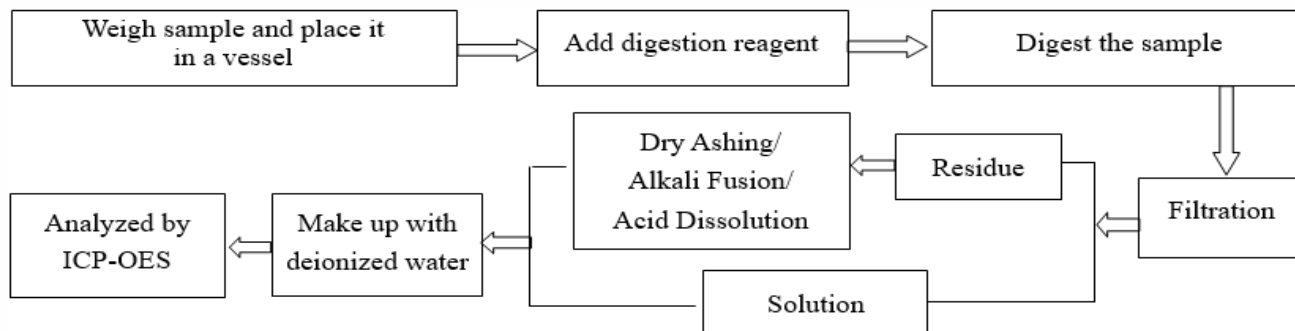 Weigh sample and place it
in a vessel
Add digestion reagent
Digest the sample
Dry Ashing/
Alkali Fusion/
Acid Dissolution
Residue
Filtration
Analyzed by
ICP-OES
Make up with
deionized water
Solution